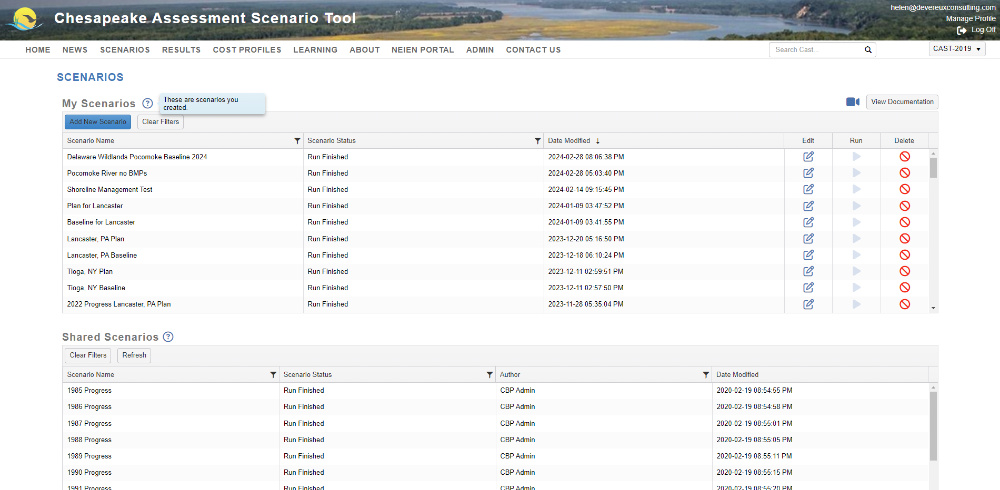 helen@devereuxconsulting.com
Chesapeake Assessment Scenario Tool
Manage Profile
Log Off
HOME NEWS SCENARIOS RESULTS COST PROFILES LEARNING ABOUT NEIEN PORTAL ADMIN CONTACT US Search Cast... CAST-2019
SCENARIOS
My Scenarios ? These are scenarios you
created.
View Documentation
Add New Scenario Clear Filters
Scenario Name Scenario Status Date Modified Edit Run Delete
Delaware Wildlands Pocomoke Baseline 2024 Run Finished 2024-02-28 08:06:38 PM
Pocomoke River no BMPs Run Finished 2024-02-28 05:03:40 PM
Shoreline Management Test Run Finished 2024-02-14 09:15:45 PM
Plan for Lancaster Run Finished 2024-01-09 03:47:52 PM
Baseline for Lancaster Run Finished 2024-01-09 03:41:55 PM
Lancaster, PA Plan Run Finished 2023-12-20 05:16:50 PM
Lancaster, PA Baseline Run Finished 2023-12-18 06:10:24 PM
Tioga, NY Plan Run Finished 2023-12-11 02:59:51 PM
Tioga, NY Baseline Run Finished 2023-12-11 02:57:50 PM
2022 Progress Lancaster, PA Plan Run Finished 2023-11-28 05:35:04 PM
Shared Scenarios ?
Clear Filters Refresh
Scenario Name Scenario Status Author Date Modified
1985 Progress Run Finished CBP Admin 2020-02-19 08:54:55 PM
1986 Progress Run Finished CBP Admin 2020-02-19 08:54:58 PM
1987 Progress Run Finished CBP Admin 2020-02-19 08:55:01 PM
1988 Progress Run Finished CBP Admin 2020-02-19 08:55:05 PM
1989 Progress Run Finished CBP Admin 2020-02-19 08:55:11 PM
1990 Progress Run Finished CBP Admin 2020-02-19 08:55:15 PM
1991 Progress Run Finished CBP Admin 2020-02-19 08:55:20 PM